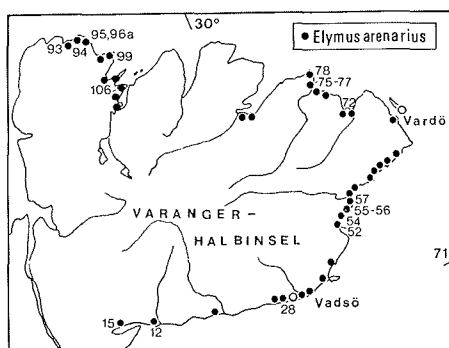 30°
● Elymus arenarius
95,96a
93
94
99
106
78
75-77
72
Vardö
57
55-56
54
52
VARANGER-
HALBINSEL
71
Vadsö
28
15
12